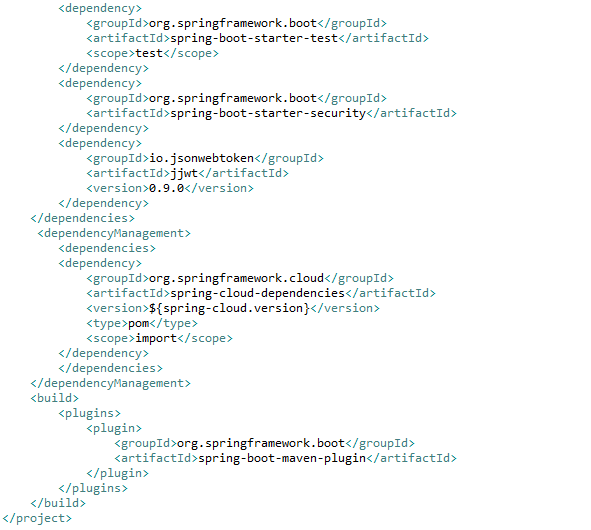 <dependency>
<groupId>org.springframework.boot</groupId>
<artifactId>spring-boot-starter-test</artifactId>
<scope>test</scope>
</dependency>
<dependency>
<groupId>org.springframework.boot</groupId>
<artifactId>spring-boot-starter-security</artifactId>
</dependency>
<dependency>
<groupId>io.jsonwebtoken</groupId>
<artifactId>jjwt</artifactId>
<version>0.9.0</version>
</dependency>
</dependencies>
<dependencyManagement>
<dependencies>
<dependency>
<groupId>org.springframework.cloud</groupId>
<artifactId>spring-cloud-dependencies</artifactId>
<version>${spring-cloud.version}</version>
<type>pom</type>
<scope>import</scope>
</dependency>
</dependencies>
</dependencyManagement>
<build>
<plugins>
<plugin>
<groupId>org.springframework.boot</groupId>
<artifactId>spring-boot-maven-plugin</artifactId>
</plugin>
</plugins>
</build>
</project>